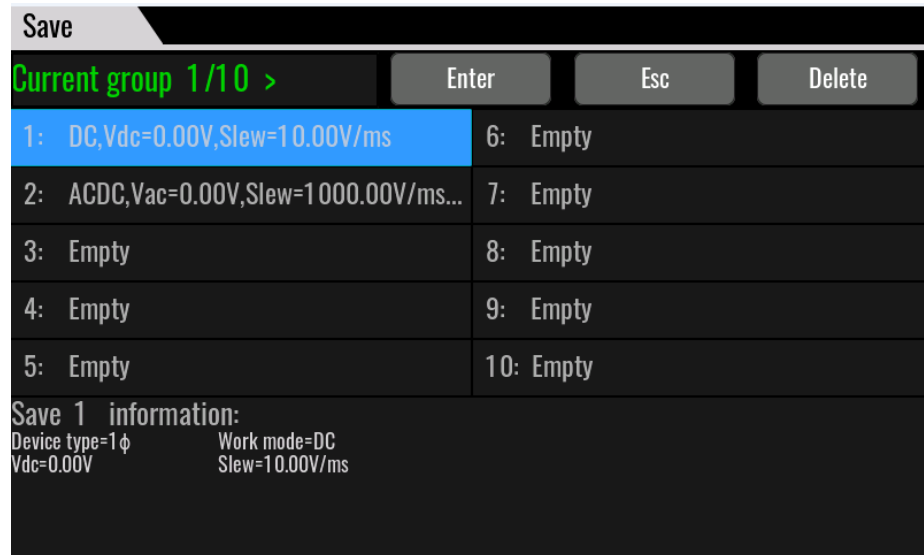 Save
Current group 1/10 > Enter Esc Delete
1: DC,Vdc=0.00V,Slew=10.00V/ms
2: ACDC,Vac=0.00V,Slew=1000.00V/ms...
3: Empty
4: Empty
5: Empty
6: Empty
7: Empty
8: Empty
9: Empty
10: Empty
Save 1 information:
Device type=1ϕ Work mode=DC
Vdc=0.00V Slew=10.00V/ms